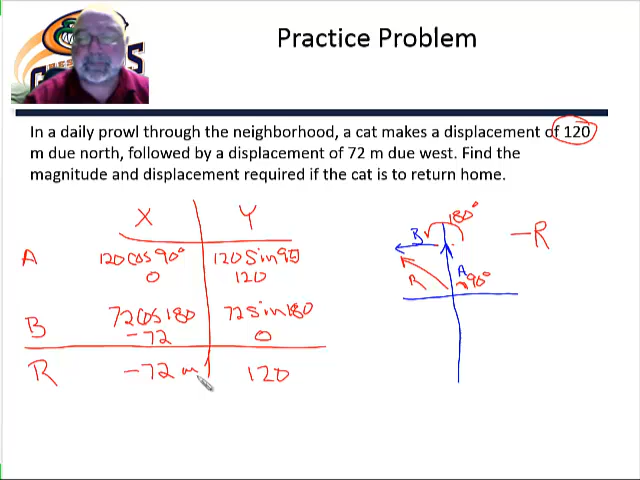 Practice Problem
In a daily prowl through the neighborhood, a cat makes a displacement of 120
m due north, followed by a displacement of 72 m due west. Find the
magnitude and displacement required if the cat is to return home.
X Y
A 120cos90° 120sin90
0 120
B 72cos180 72sin180
-72 0
R -72m 120
180°
B
A
R
90°
-R